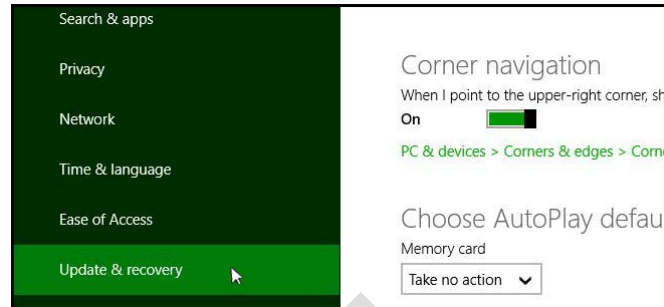 Search & apps
Privacy
Network
Time & language
Ease of Access
Update & recovery
Corner navigation
When I point to the upper-right corner, sh
On
PC & devices > Corners & edges > Corn
Choose AutoPlay defau
Memory card
Take no action